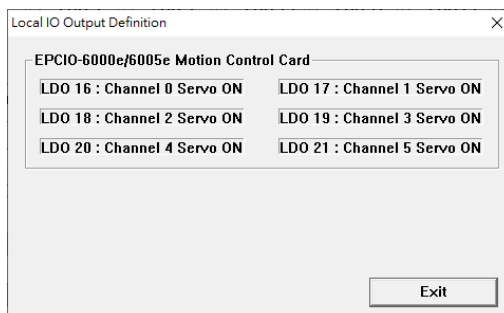 Local IO Output Definition
EPCIO-6000e/6005e Motion Control Card
LDO 16 : Channel 0 Servo ON LDO 17 : Channel 1 Servo ON
LDO 18 : Channel 2 Servo ON LDO 19 : Channel 3 Servo ON
LDO 20 : Channel 4 Servo ON LDO 21 : Channel 5 Servo ON
Exit